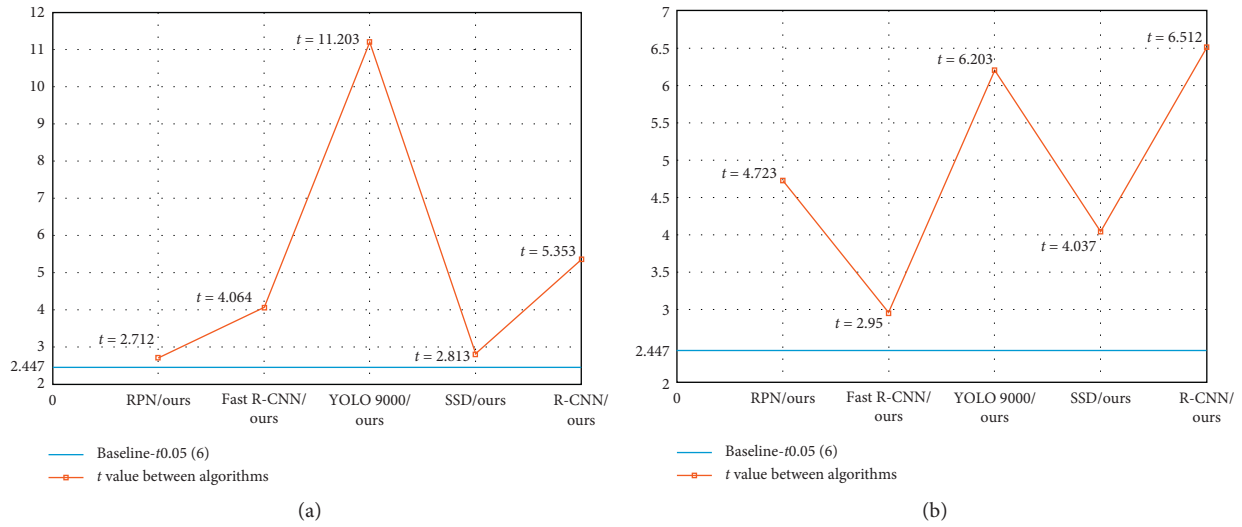 12
11
10
9
8
7
6
5
4
3
2.447
2
t = 11.203
t = 5.353
t = 4.064
t = 2.712
t = 2.813
0
RPN/ours
Fast R-CNN/
ours
YOLO 9000/
ours
SSD/ours
R-CNN/
ours
Baseline-t0.05 (6)
t value between algorithms
(a)
7
6.5
6
5.5
5
4.5
4
3.5
3
2.447
2
t = 6.512
t = 6.203
t = 4.723
t = 4.037
t = 2.95
0
RPN/ours
Fast R-CNN/
ours
YOLO 9000/
ours
SSD/ours
R-CNN/
ours
Baseline-t0.05 (6)
t value between algorithms
(b)